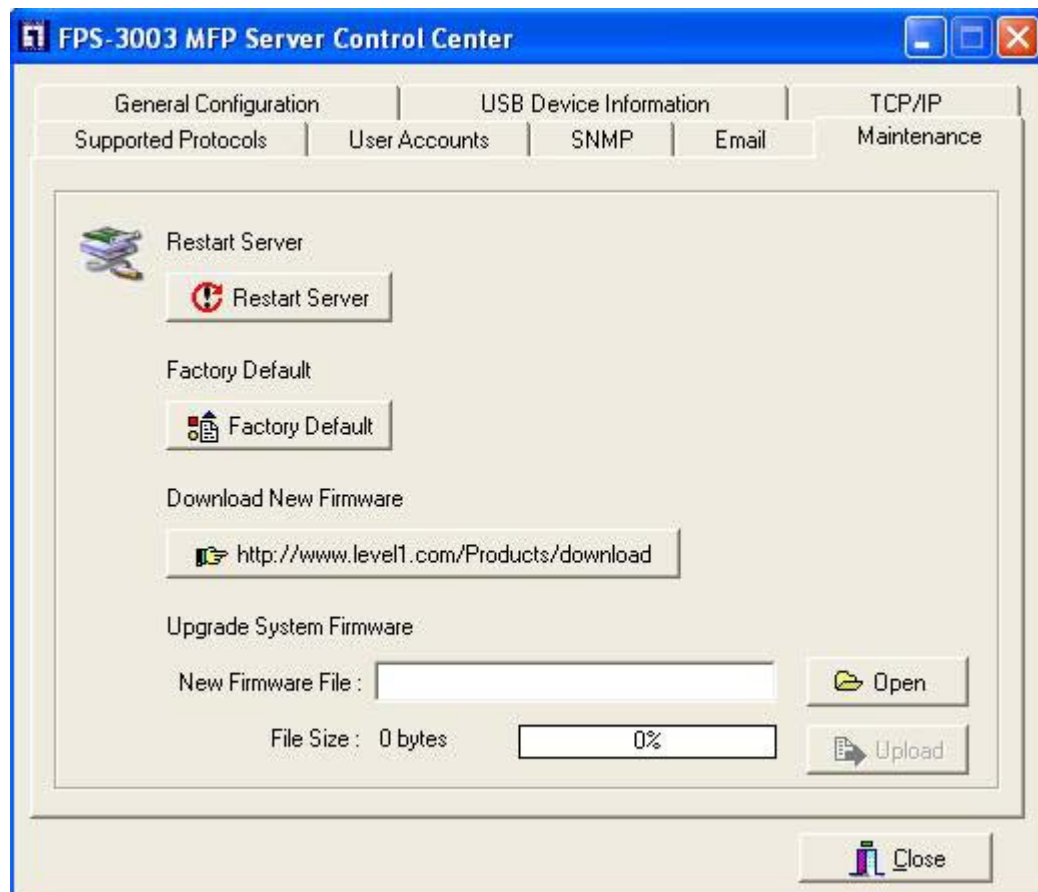 FPS-3003 MFP Server Control Center
General Configuration USB Device Information TCP/IP
Supported Protocols User Accounts SNMP Email Maintenance
Restart Server
Restart Server
Factory Default
Factory Default
Download New Firmware
http://www.level1.com/Products/download
Upgrade System Firmware
New Firmware File : Open
File Size : 0 bytes 0% Upload
Close